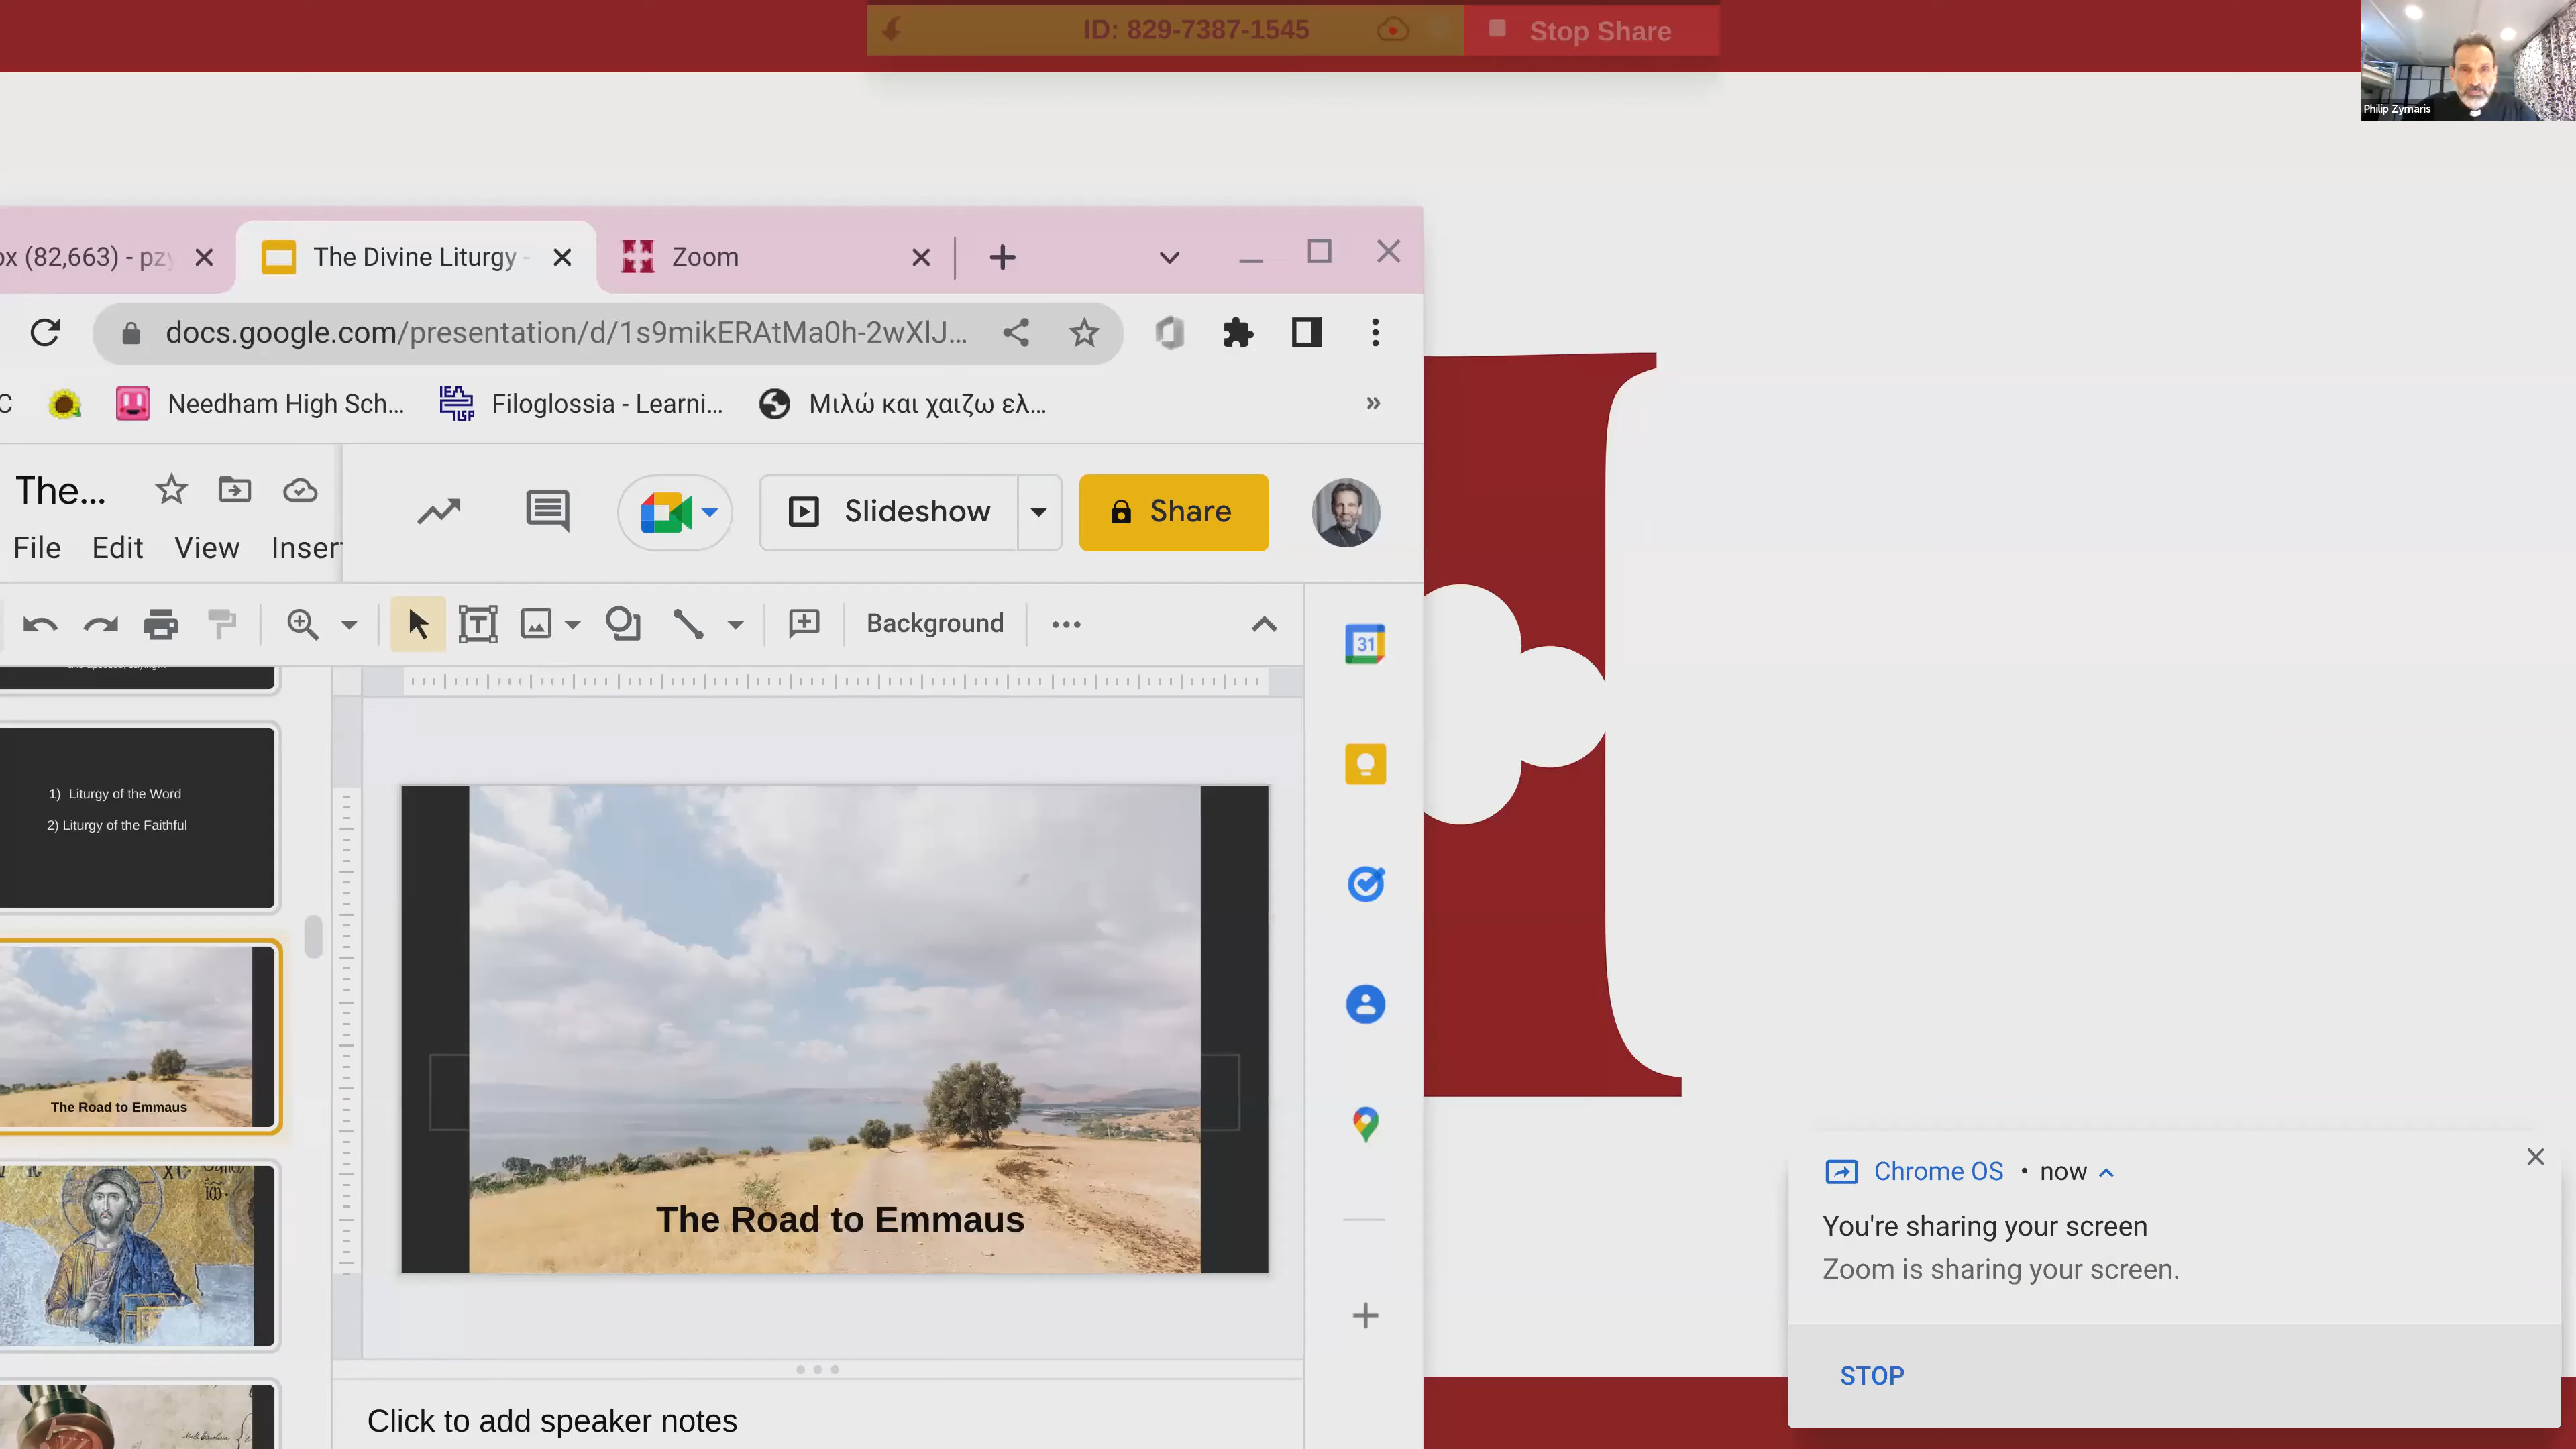 ID: 829-7387-1545
Stop Share
Philip Zymaris
ox (82,663) - pzy
The Divine Liturgy -
Zoom
docs.google.com/presentation/d/1s9mikERAtMa0h-2wXlJ...
C
Needham High Sch...
Filoglossia - Learni...
Μιλώ και χαιζω ελ...
»
The...
File Edit View Inser
Slideshow
Share
Background
31
1) Liturgy of the Word
2) Liturgy of the Faithful
The Road to Emmaus
The Road to Emmaus
Click to add speaker notes
Chrome OS • now
You're sharing your screen
Zoom is sharing your screen.
STOP